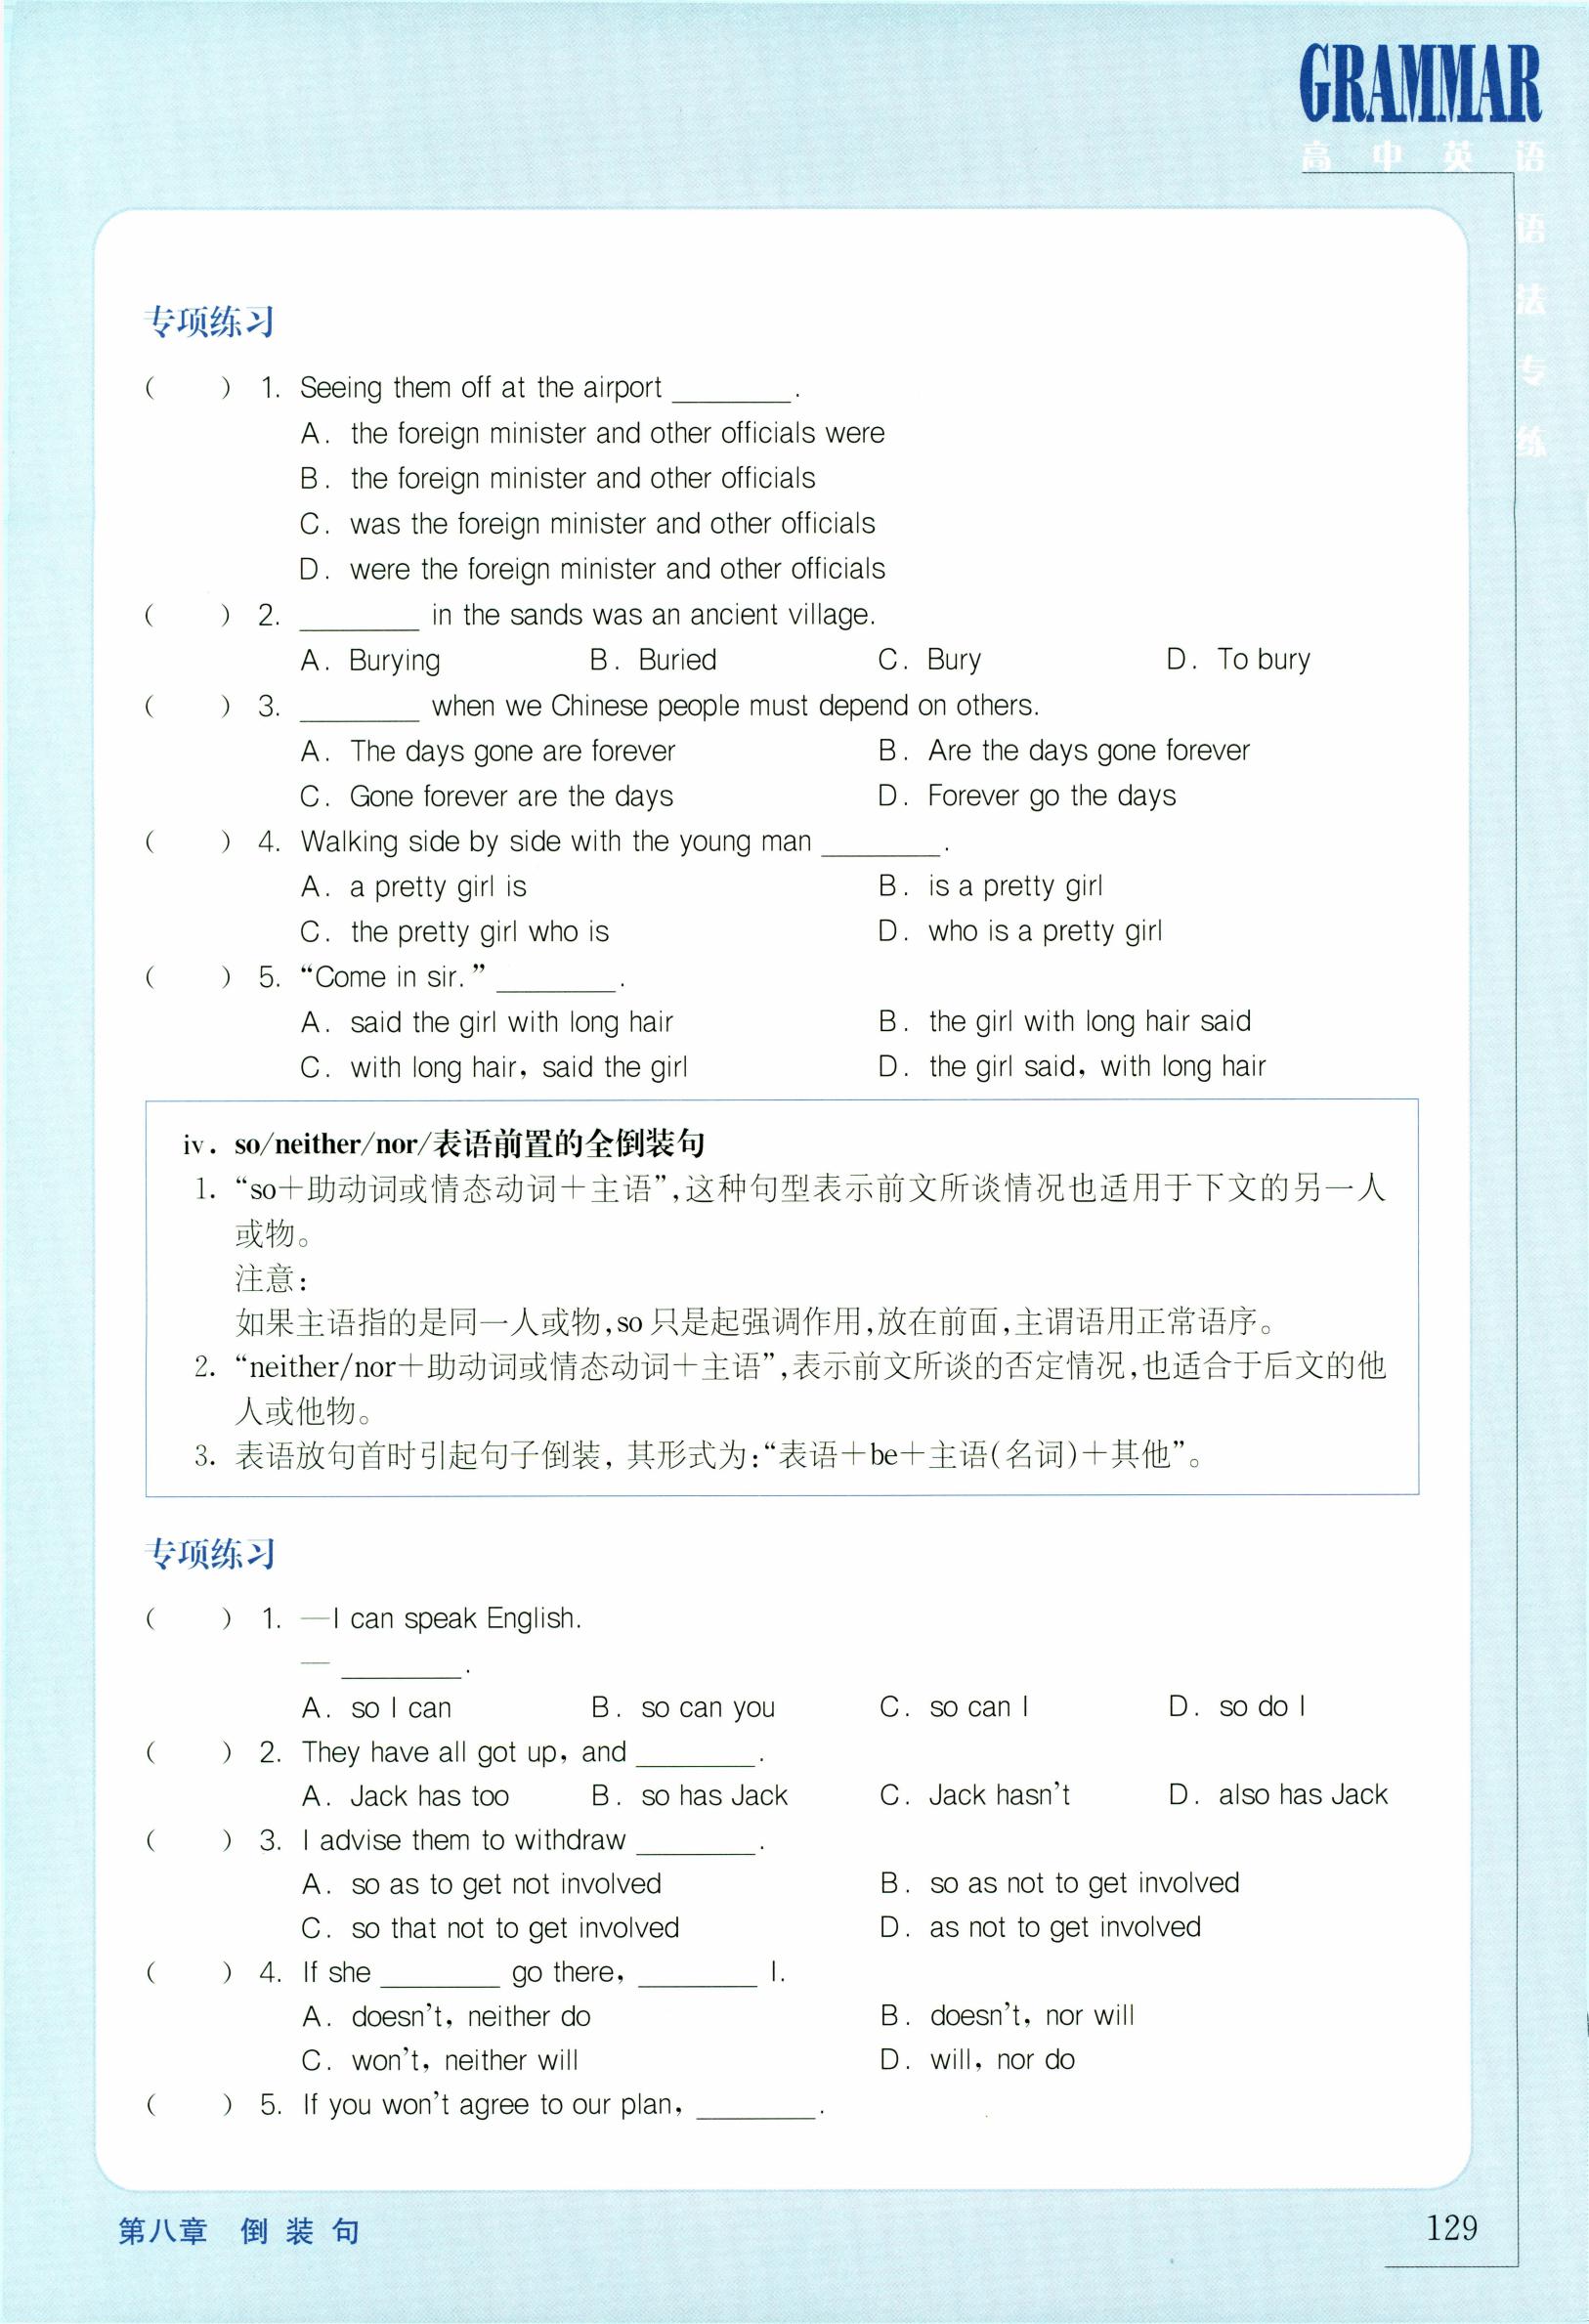 GRAMMAR
高中英语
语法专练
专项练习
(    ) 1. Seeing them off at the airport ________.
A. the foreign minister and other officials were
B. the foreign minister and other officials
C. was the foreign minister and other officials
D. were the foreign minister and other officials
(    ) 2. ________ in the sands was an ancient village.
A. Burying B. Buried C. Bury D. To bury
(    ) 3. ________ when we Chinese people must depend on others.
A. The days gone are forever B. Are the days gone forever
C. Gone forever are the days D. Forever go the days
(    ) 4. Walking side by side with the young man ________.
A. a pretty girl is B. is a pretty girl
C. the pretty girl who is D. who is a pretty girl
(    ) 5. “Come in sir.” ________.
A. said the girl with long hair B. the girl with long hair said
C. with long hair, said the girl D. the girl said, with long hair
iv. so/neither/nor/表语前置的全倒装句
1. “so+助动词或情态动词+主语”,这种句型表示前文所谈情况也适用于下文的另一人
或物。
注意:
如果主语指的是同一人或物,so 只是起强调作用,放在前面,主谓语用正常语序。
2. “neither/nor+助动词或情态动词+主语”,表示前文所谈的否定情况,也适合于后文的他
人或他物。
3. 表语放句首时引起句子倒装, 其形式为:“表语+be+主语(名词)+其他”。
专项练习
(    ) 1. —I can speak English.
— ________.
A. so I can B. so can you C. so can I D. so do I
(    ) 2. They have all got up, and ________.
A. Jack has too B. so has Jack C. Jack hasn’t D. also has Jack
(    ) 3. I advise them to withdraw ________.
A. so as to get not involved B. so as not to get involved
C. so that not to get involved D. as not to get involved
(    ) 4. If she ________ go there, ________ I.
A. doesn’t, neither do B. doesn’t, nor will
C. won’t, neither will D. will, nor do
(    ) 5. If you won’t agree to our plan, ________.
第八章 倒装句
129